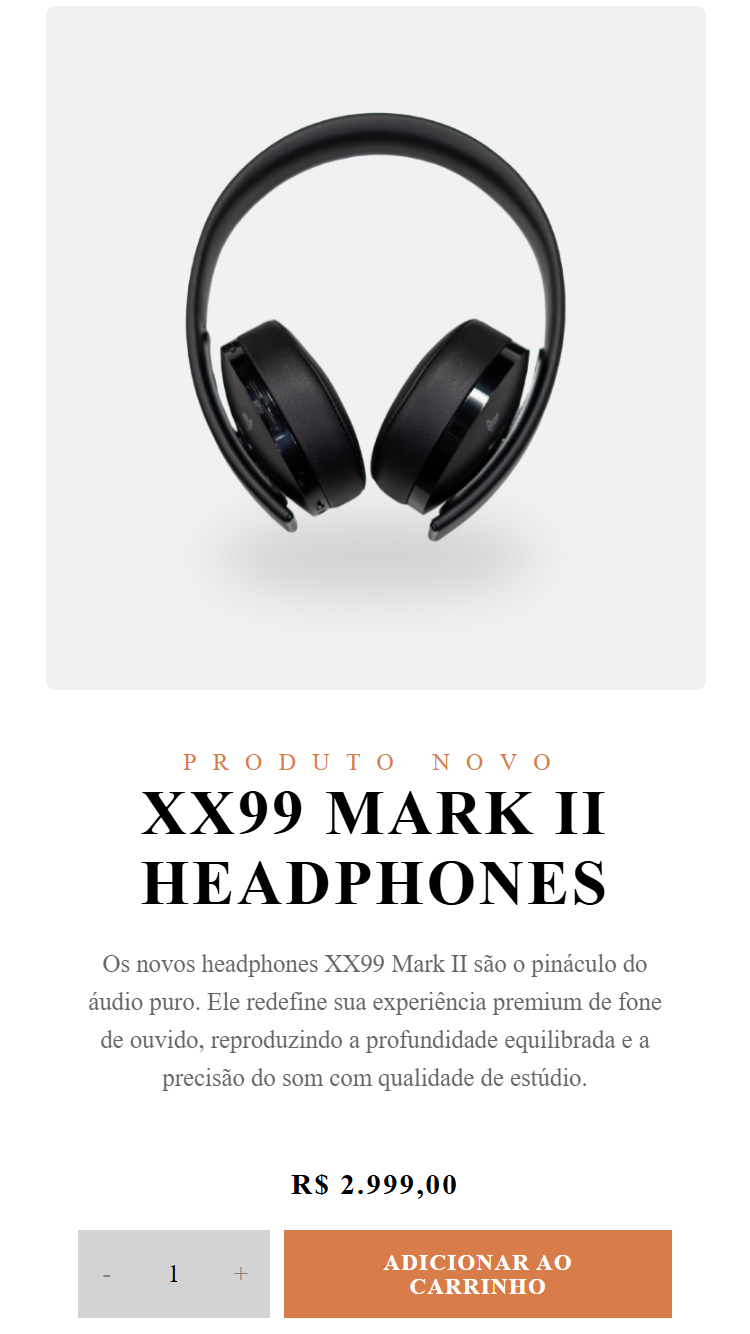 PRODUTO NOVO
XX99 MARK II
HEADPHONES
Os novos headphones XX99 Mark II são o pináculo do
áudio puro. Ele redefine sua experiência premium de fone
de ouvido, reproduzindo a profundidade equilibrada e a
precisão do som com qualidade de estúdio.
R$ 2.999,00
- 1 +
ADICIONAR AO
CARRINHO